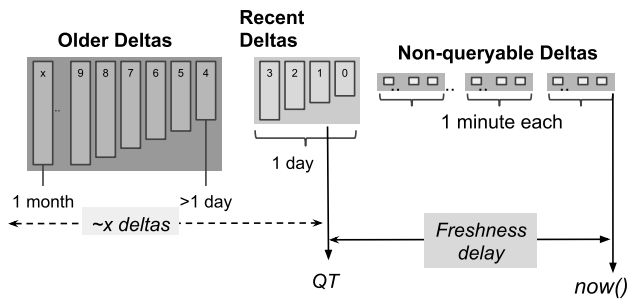 Older Deltas
Recent
Deltas
Non-queryable Deltas
x .. 9 8 7 6 5 4
3 2 1 0
.. .. .. ..
1 minute each
1 day
1 month
>1 day
~x deltas
Freshness
delay
QT
now()